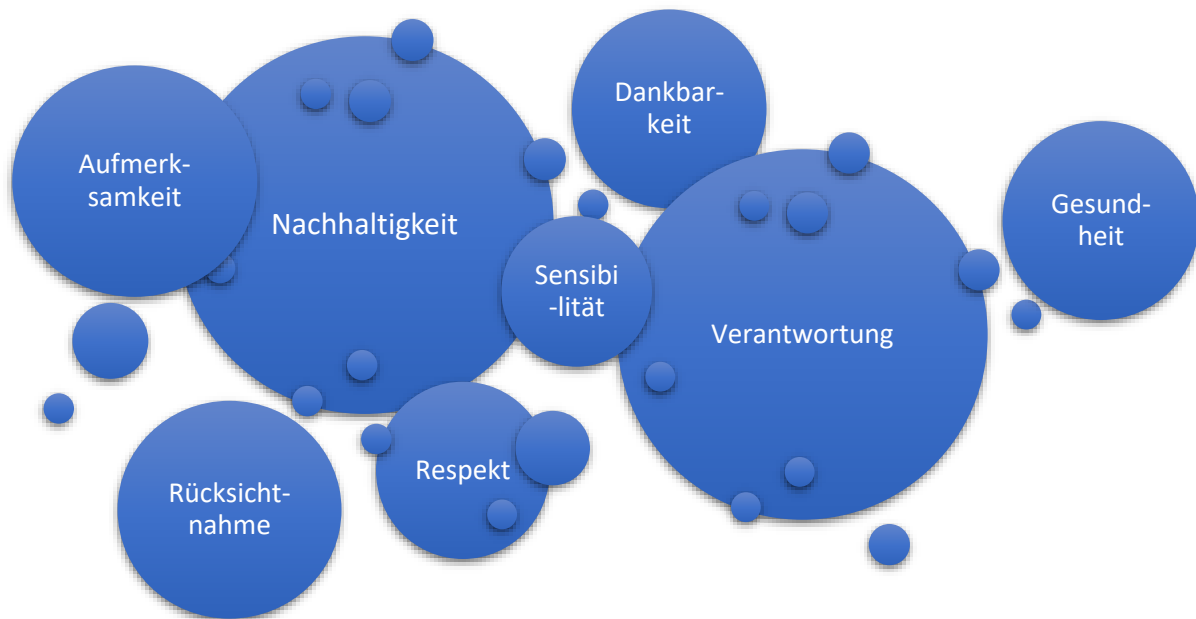 Dankbar-
keit
Aufmerk-
samkeit
Nachhaltigkeit
Gesund-
heit
Sensibi
-lität
Verantwortung
Respekt
Rücksicht-
nahme